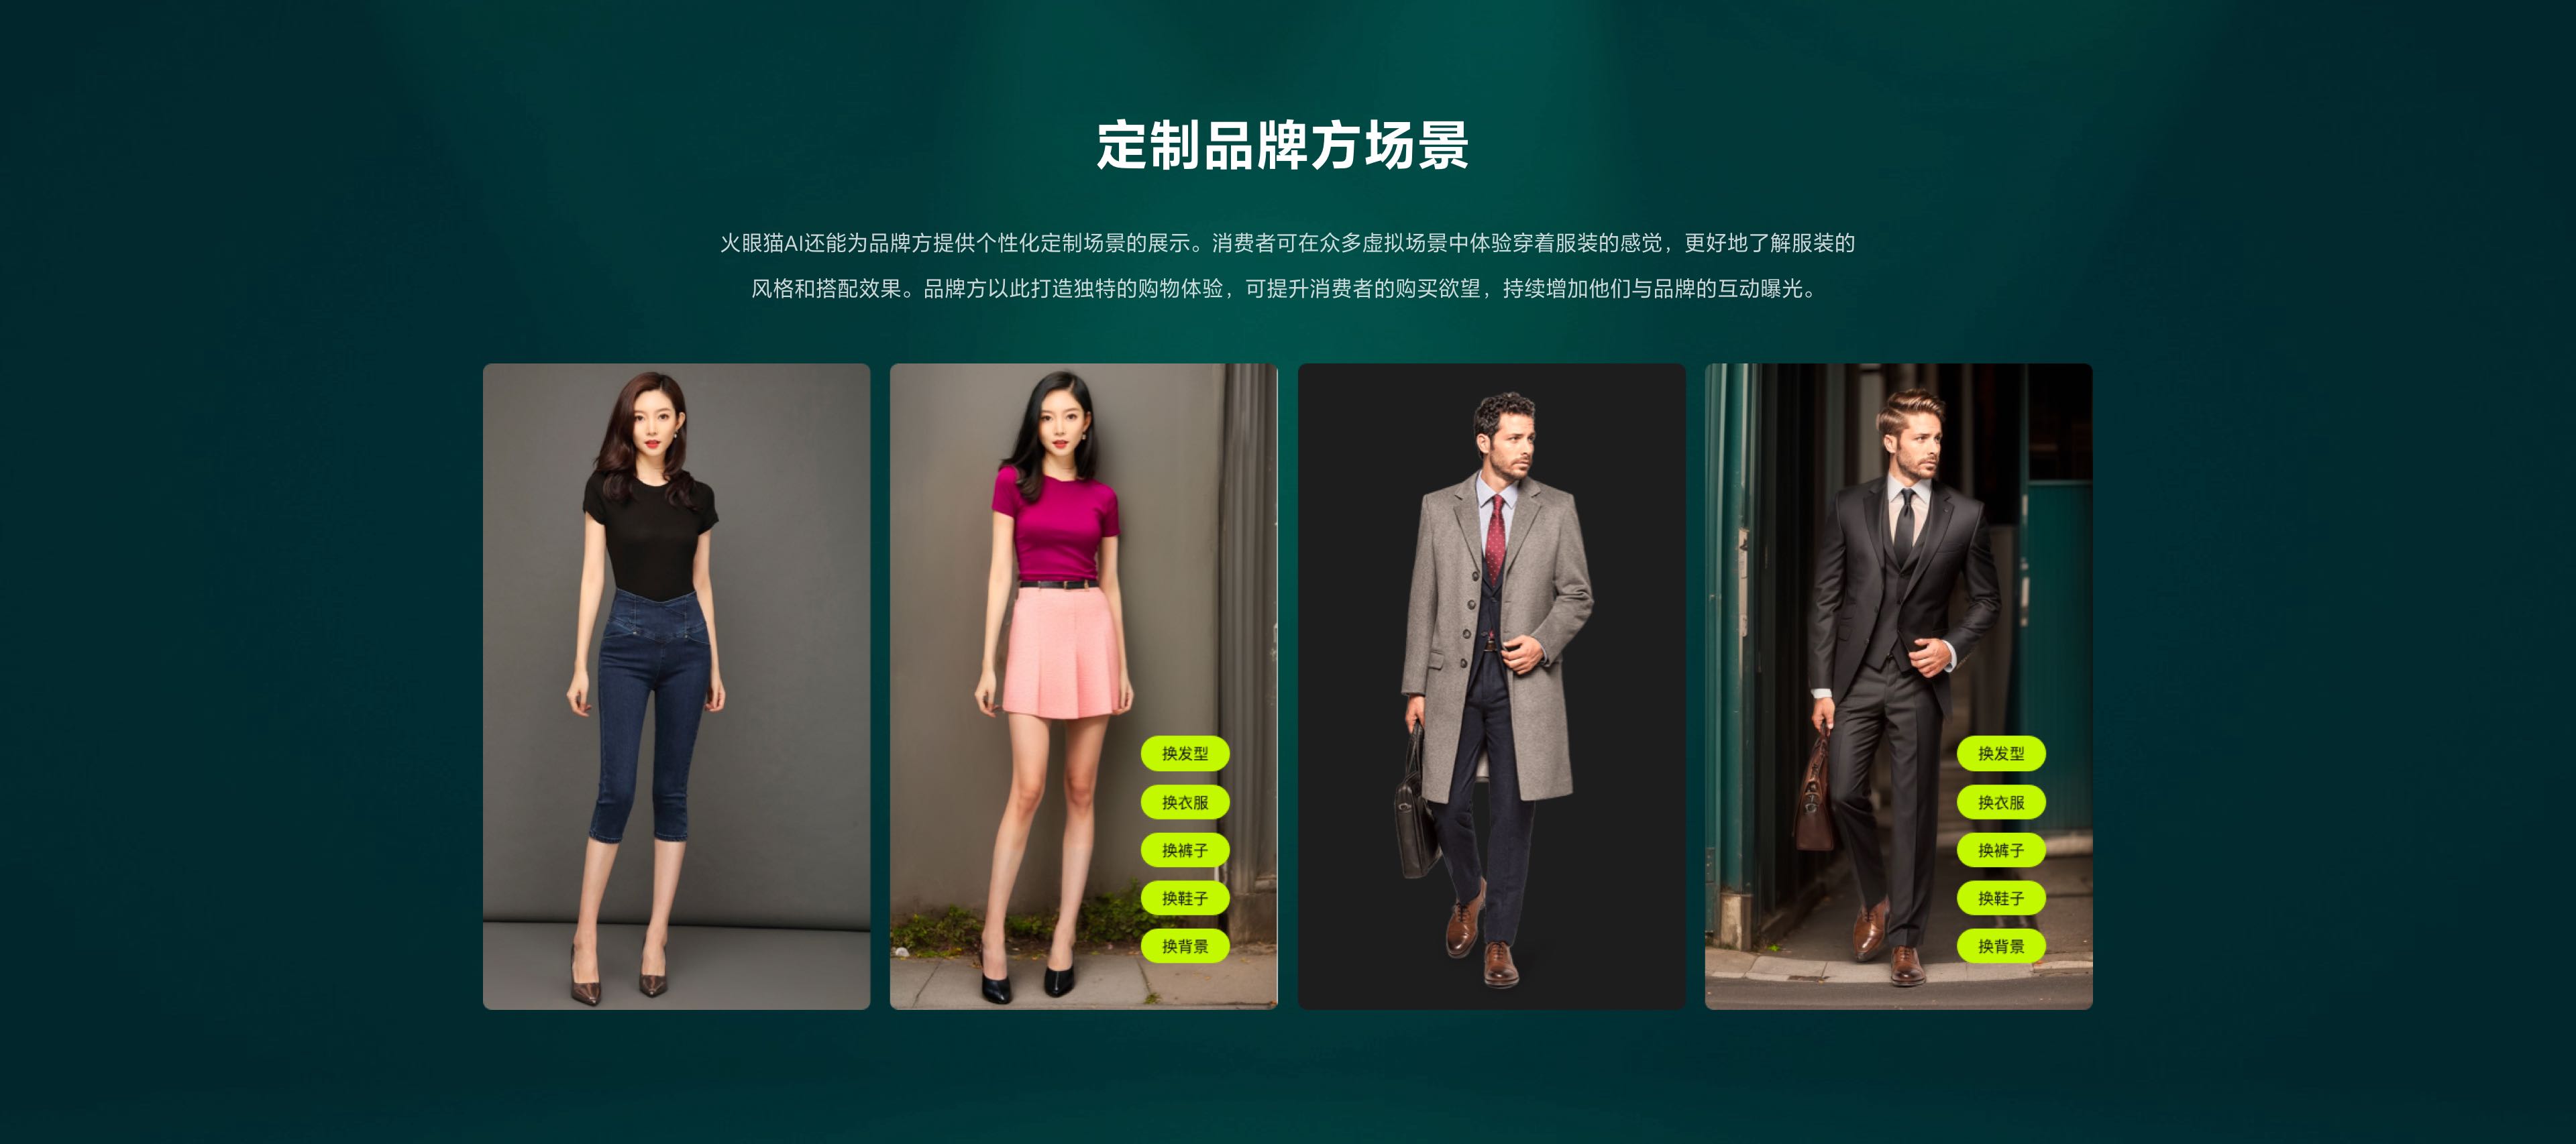 定制品牌方场景
火眼猫AI还能为品牌方提供个性化定制场景的展示。消费者可在众多虚拟场景中体验穿着服装的感觉，更好地了解服装的
风格和搭配效果。品牌方以此打造独特的购物体验，可提升消费者的购买欲望，持续增加他们与品牌的互动曝光。
换发型
换衣服
换裤子
换鞋子
换背景
换发型
换衣服
换裤子
换鞋子
换背景